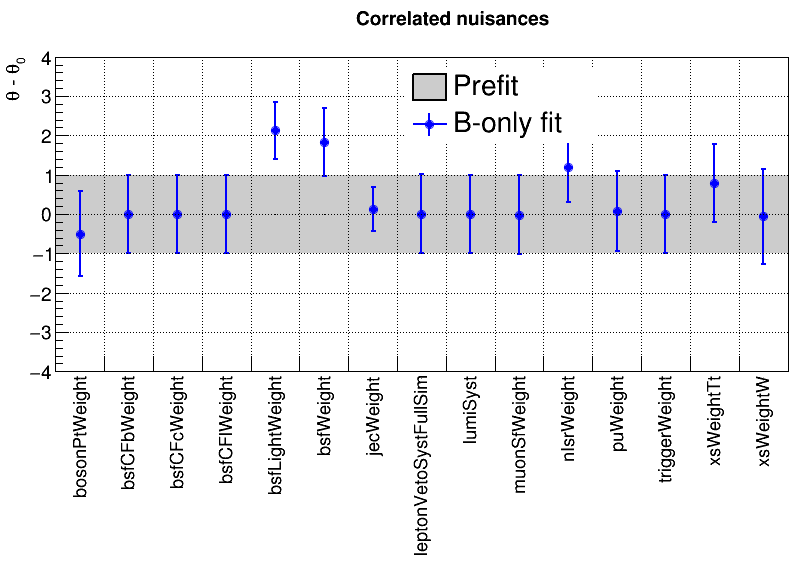 Correlated nuisances
θ - θ0
4
3
2
1
0
−1
−2
−3
−4
Prefit
B-only fit
bosonPtWeight
bsfCFbWeight
bsfCFcWeight
bsfCFlWeight
bsfLightWeight
bsfWeight
jecWeight
leptonVetoSystFullSim
lumiSyst
muonSfWeight
nIsrWeight
puWeight
triggerWeight
xsWeightTt
xsWeightW